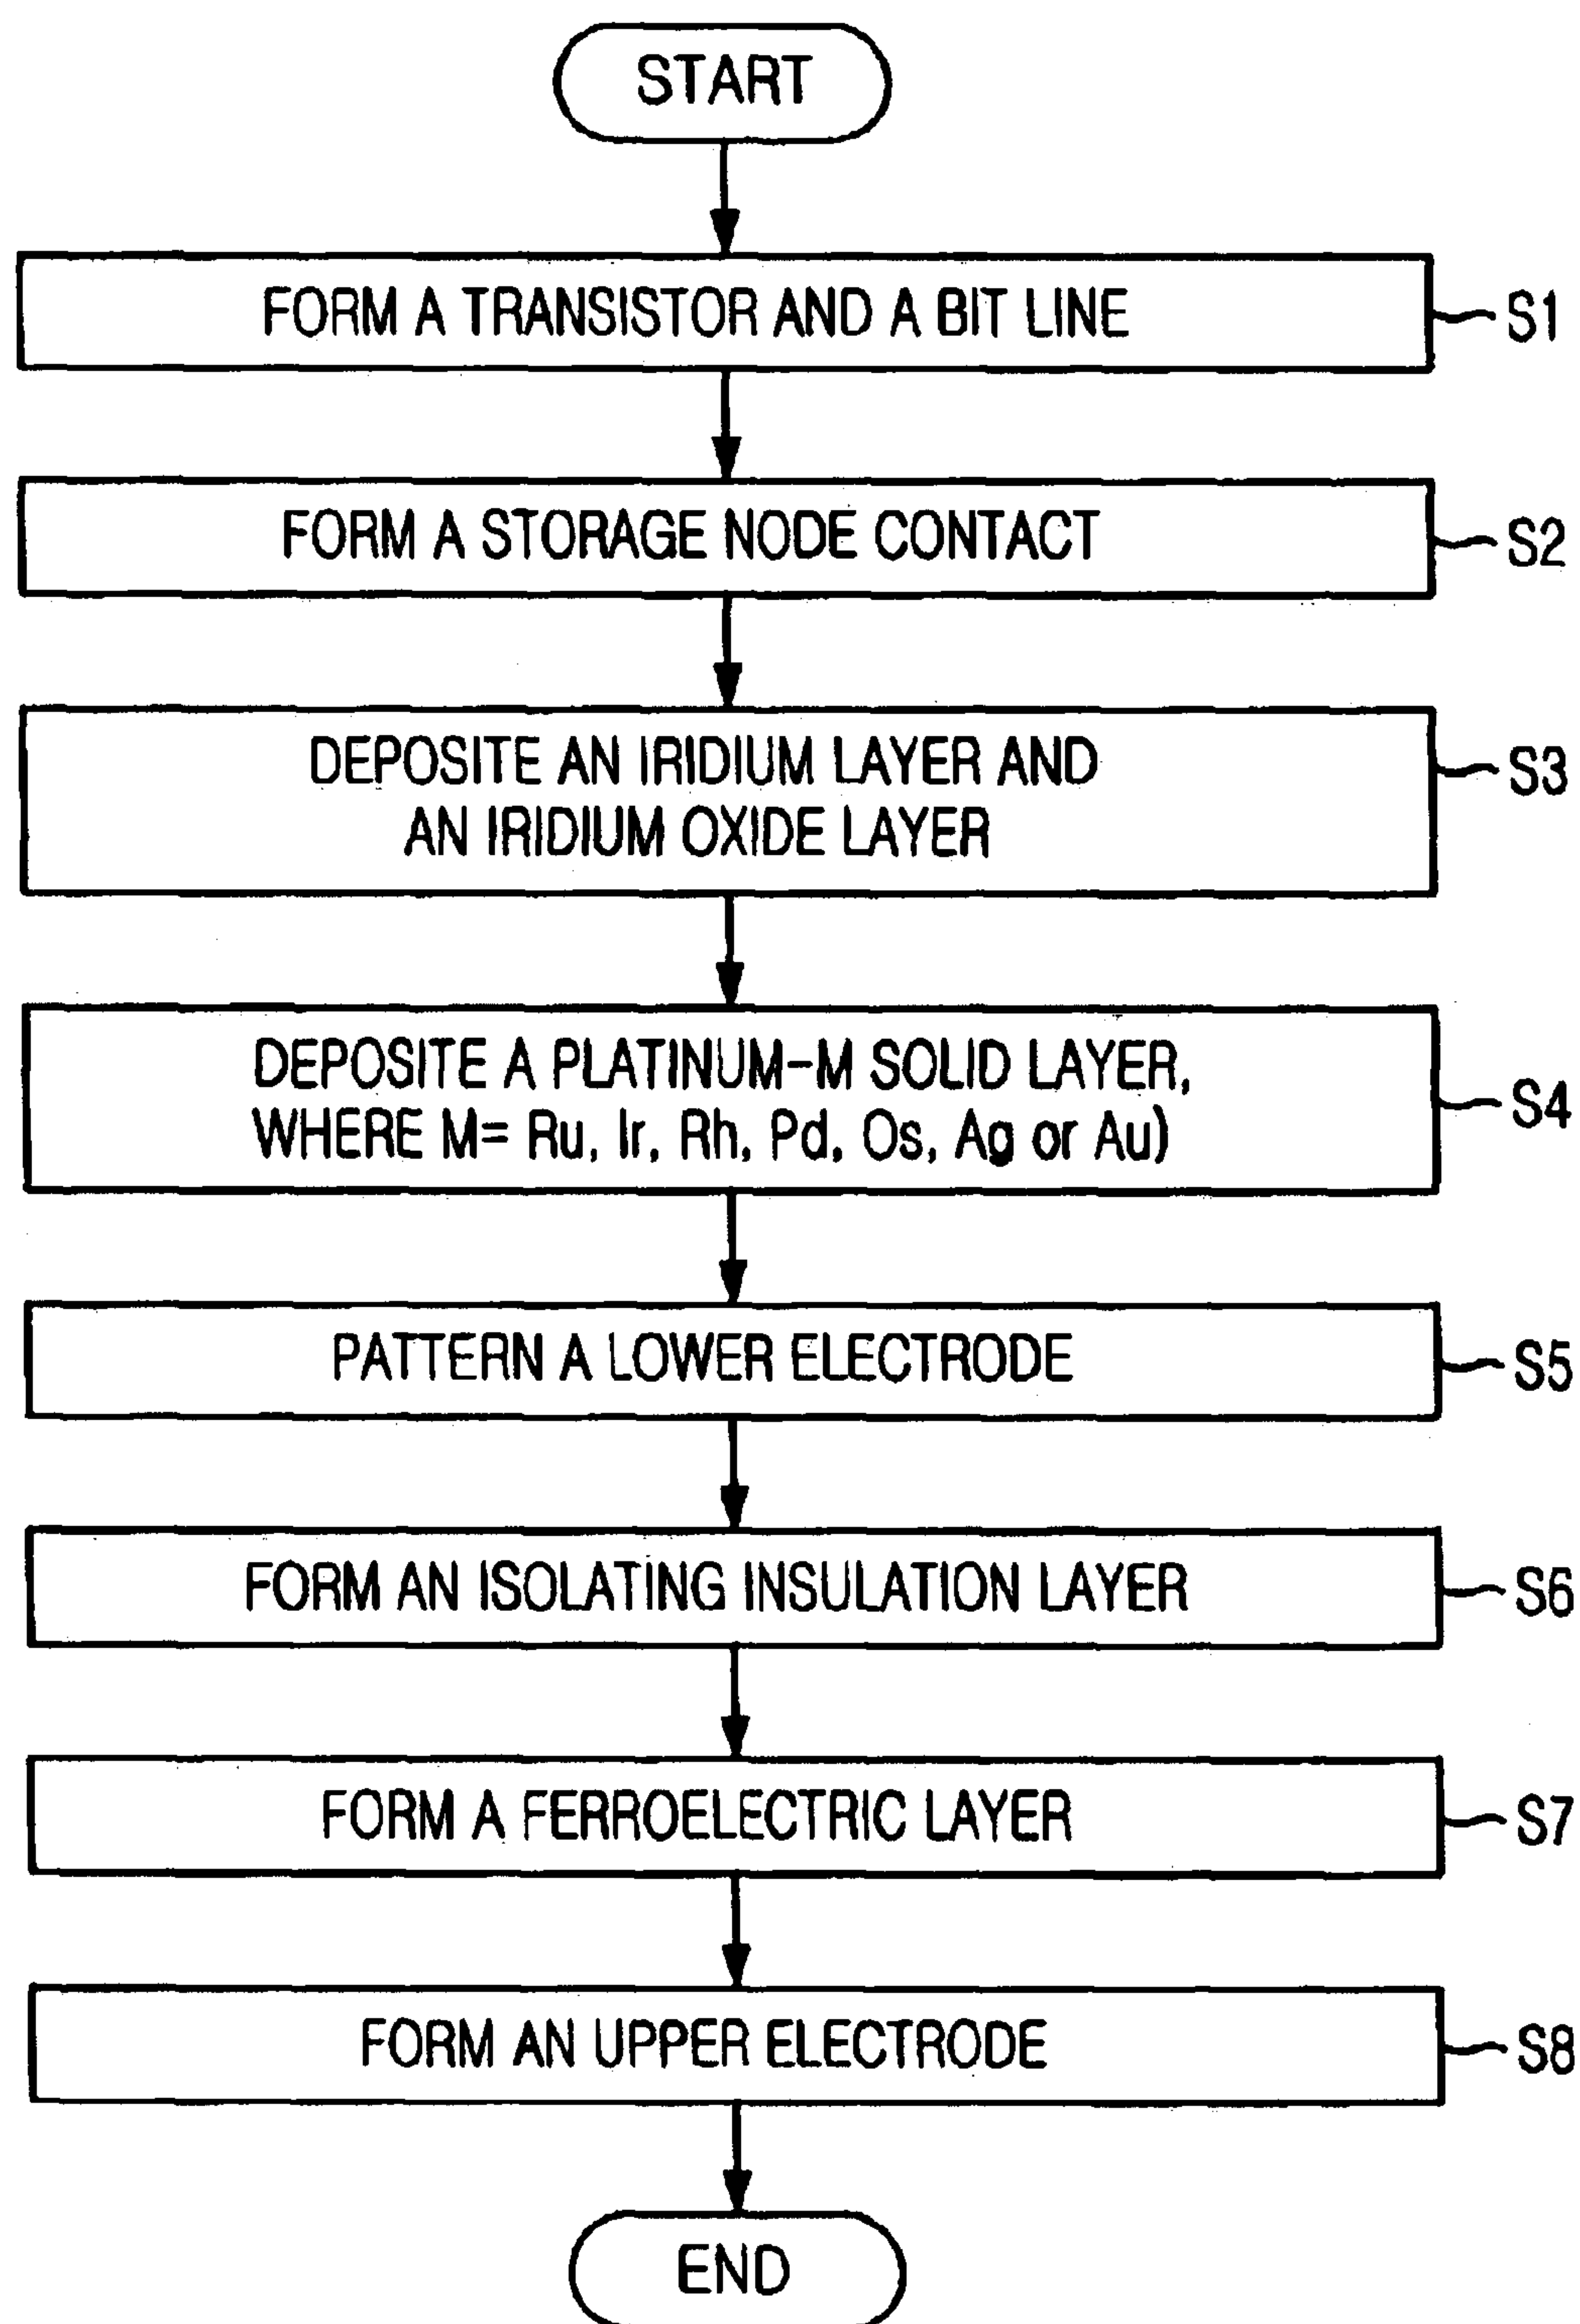 START
FORM A TRANSISTOR AND A BIT LINE
S1
FORM A STORAGE NODE CONTACT
S2
DEPOSITE AN IRIDIUM LAYER AND
AN IRIDIUM OXIDE LAYER
S3
DEPOSITE A PLATINUM-M SOLID LAYER,
WHERE M= Ru, Ir, Rh, Pd, Os, Ag or Au)
S4
PATTERN A LOWER ELECTRODE
S5
FORM AN ISOLATING INSULATION LAYER
S6
FORM A FERROELECTRIC LAYER
S7
FORM AN UPPER ELECTRODE
S8
END